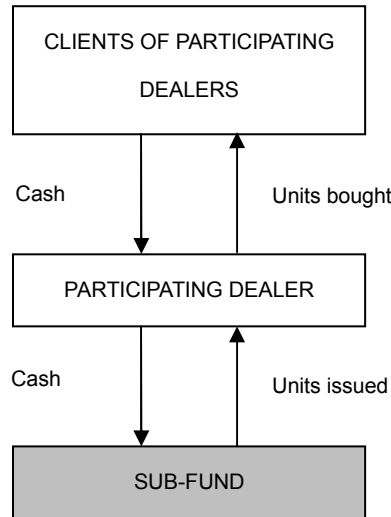 CLIENTS OF PARTICIPATING
DEALERS
Cash
Units bought
PARTICIPATING DEALER
Cash
Units issued
SUB-FUND